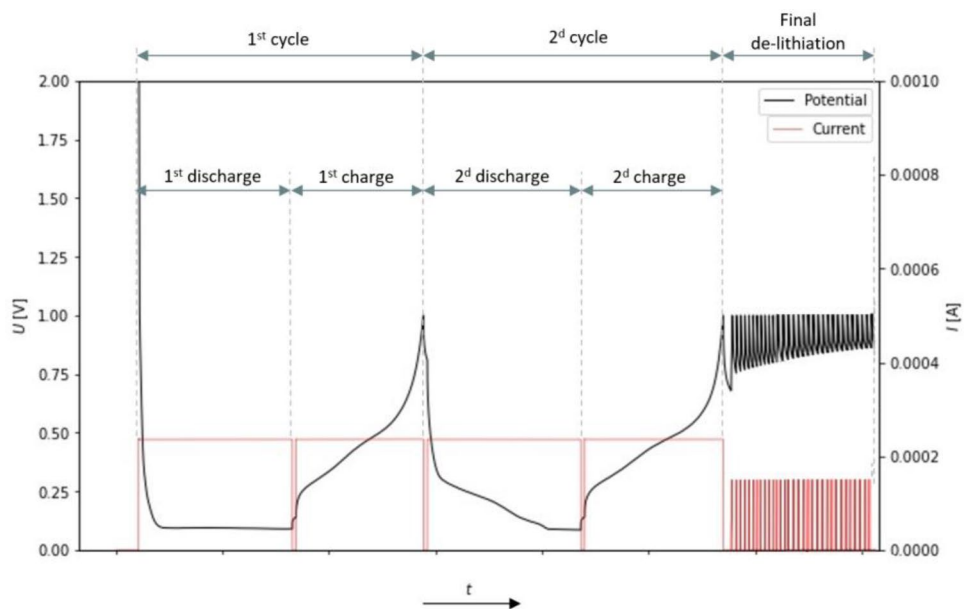 1st cycle
2d cycle
Final
de-lithiation
2.00
1.75
1.50
1.25
1.00
0.75
0.50
0.25
0.00
U [V]
0.0010
0.0008
0.0006
0.0004
0.0002
0.0000
I [A]
Potential
Current
1st discharge
1st charge
2d discharge
2d charge
t